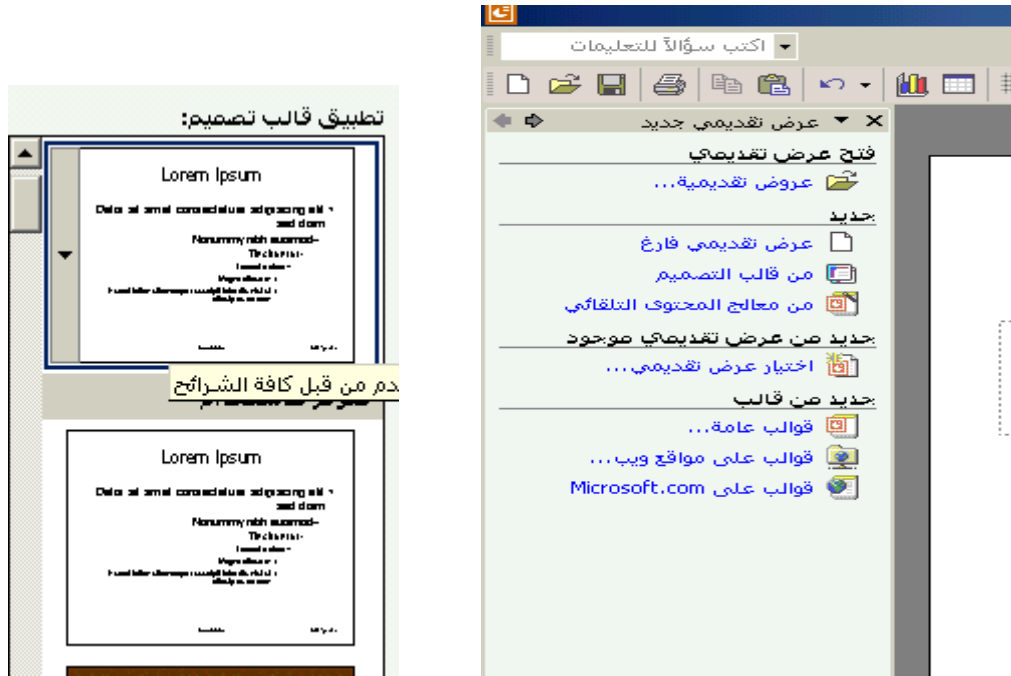 اكتب سؤالاً للتعليمات
عرض تقديمي جديد
فتح عرض تقديمي
عروض تقديمية...
جديد
عرض تقديمي فارغ
من قالب التصميم
من معالج المحتوى التلقائي
جديد من عرض تقديمي موجود
اختيار عرض تقديمي...
جديد من قالب
قوالب عامة...
قوالب على مواقع ويب...
قوالب على Microsoft.com
تطبيق قالب تصميم:
Lorem Ipsum
دم من قبل كافة الشرائح
Lorem Ipsum